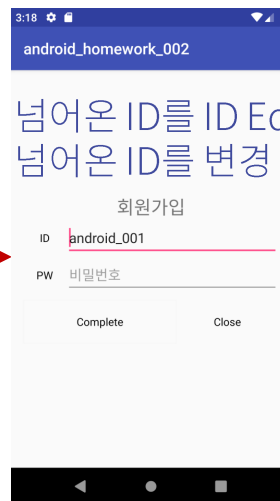 3:18
android_homework_002
넘어온 ID를 ID Ec
넘어온 ID를 변경
회원가입
ID android_001
PW 비밀번호
Complete Close